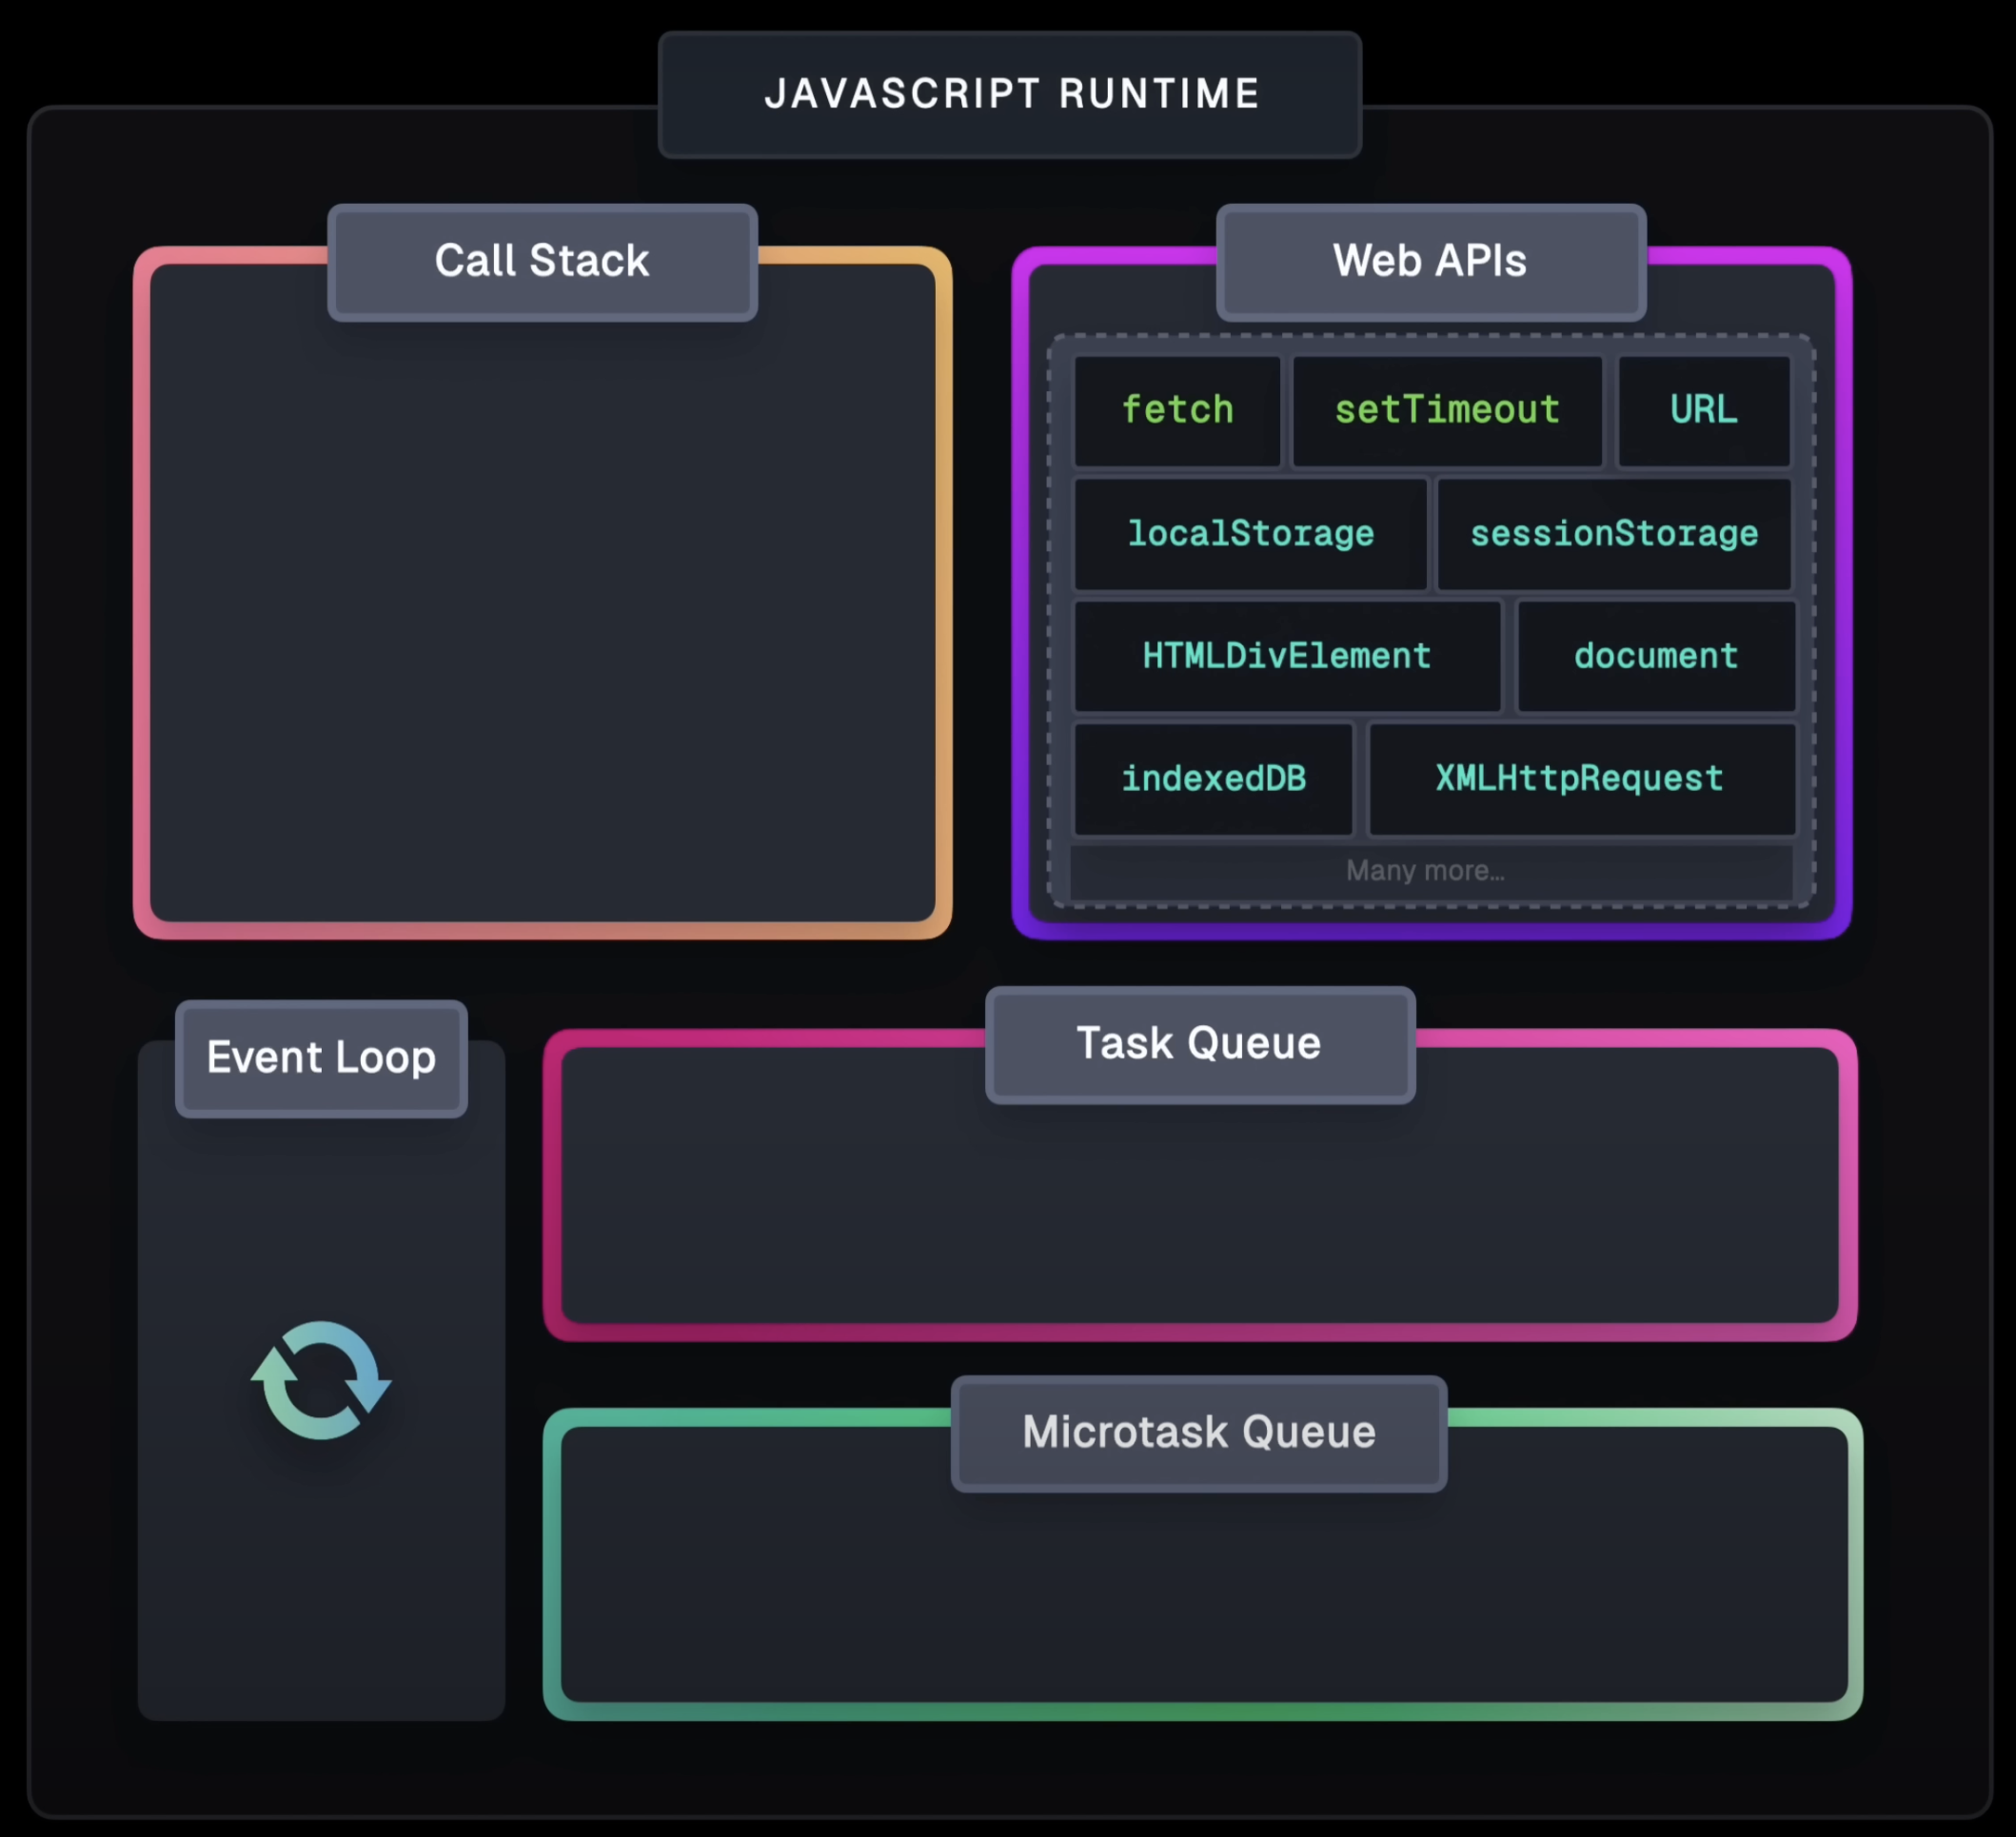 JAVASCRIPT RUNTIME
Call Stack
Web APIs
fetch
setTimeout
URL
localStorage
sessionStorage
HTMLDivElement
document
indexedDB
XMLHttpRequest
Many more...
Event Loop
Task Queue
Microtask Queue